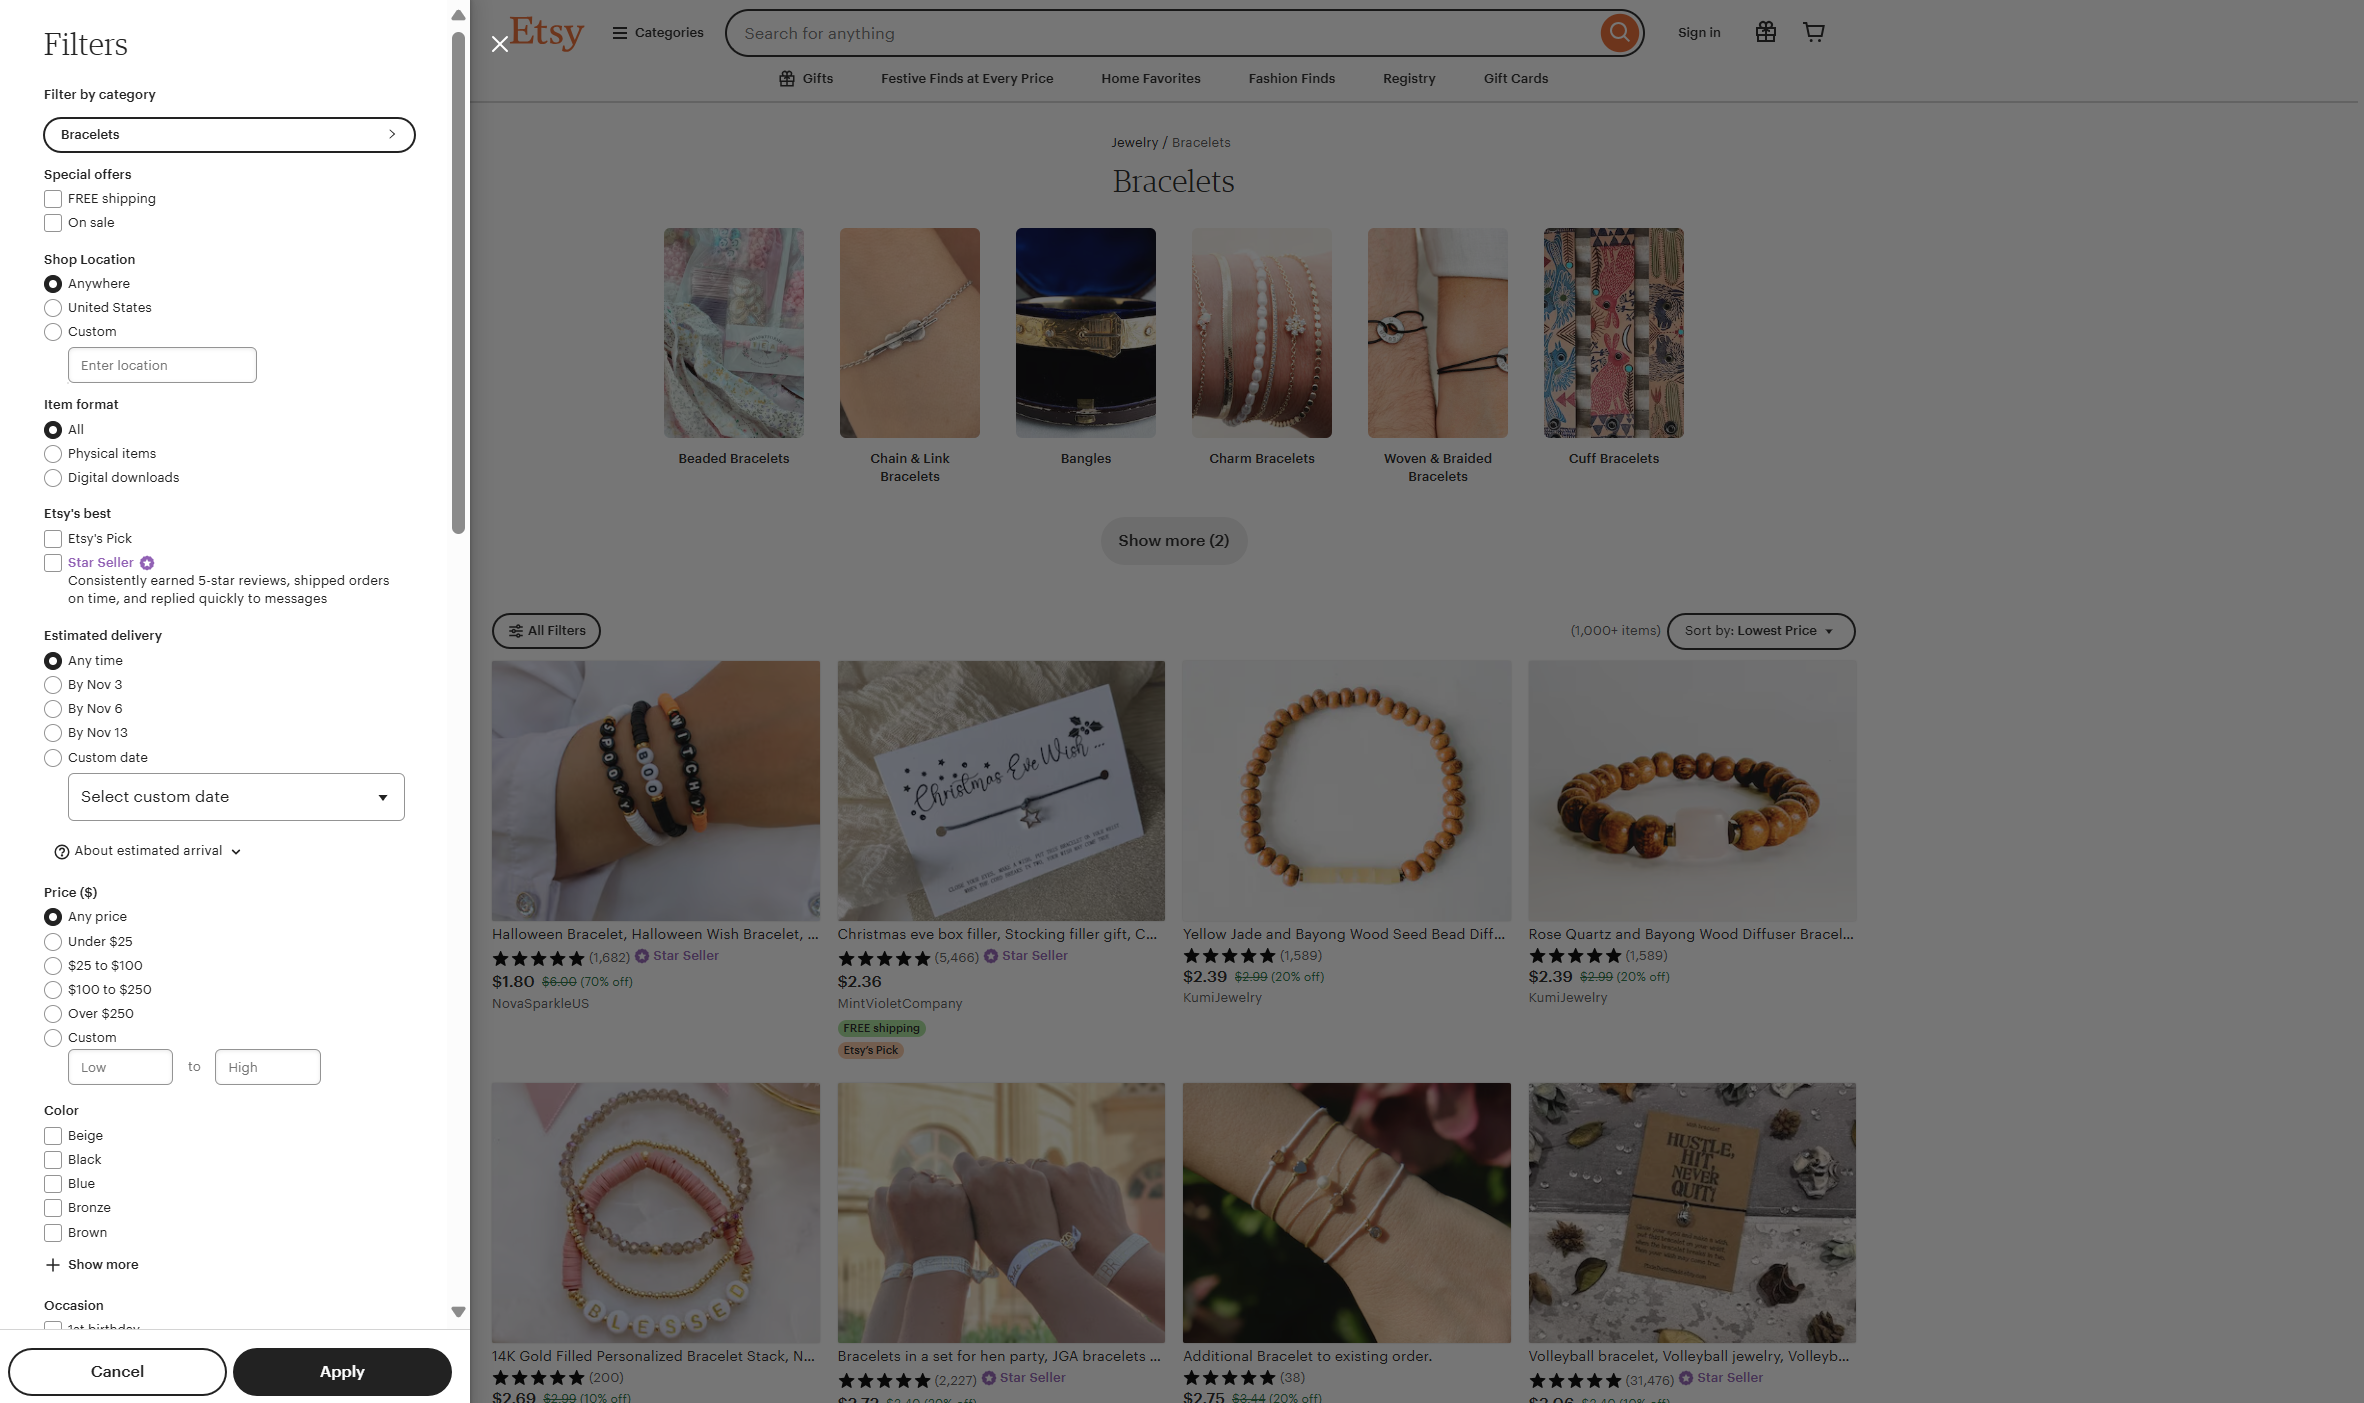 Filters
Filter by category
Bracelets
Special offers
FREE shipping
On sale
Shop Location
Anywhere
United States
Custom
Enter location
Item format
All
Physical items
Digital downloads
Etsy's best
Etsy's Pick
Star Seller
Consistently earned 5-star reviews, shipped orders
on time, and replied quickly to messages
Estimated delivery
Any time
By Nov 3
By Nov 6
By Nov 13
Custom date
Select custom date
About estimated arrival
Price ($)
Any price
Under $25
$25 to $100
$100 to $250
Over $250
Custom
Low to High
Color
Beige
Black
Blue
Bronze
Brown
Show more
Occasion
1st birthday
Cancel Apply
Etsy Categories Search for anything Sign in
Gifts Festive Finds at Every Price Home Favorites Fashion Finds Registry Gift Cards
Jewelry / Bracelets
Bracelets
Beaded Bracelets
Chain & Link
Bracelets
Bangles
Charm Bracelets
Woven & Braided
Bracelets
Cuff Bracelets
Show more (2)
All Filters
(1,000+ items) Sort by: Lowest Price
SPOOKY
BOO
WITCHY
Halloween Bracelet, Halloween Wish Bracelet, ...
(1,682) Star Seller
$1.80 $6.00 (70% off)
NovaSparkleUS
Christmas Eve Wish ...
Christmas eve box filler, Stocking filler gift, C...
(5,466) Star Seller
$2.36
MintVioletCompany
FREE shipping
Etsy's Pick
Yellow Jade and Bayong Wood Seed Bead Diff...
(1,589)
$2.39 $2.99 (20% off)
KumiJewelry
Rose Quartz and Bayong Wood Diffuser Bracel...
(1,589)
$2.39 $2.99 (20% off)
KumiJewelry
BLESSED
14K Gold Filled Personalized Bracelet Stack, N...
(200)
$2.69 $2.99 (10% off)
Bracelets in a set for hen party, JGA bracelets ...
(2,227) Star Seller
Additional Bracelet to existing order.
(38)
$2.75 $3.44 (20% off)
HUSTLE,
HIT,
NEVER
QUIT!
Volleyball bracelet, Volleyball jewelry, Volleyb...
(31,476) Star Seller